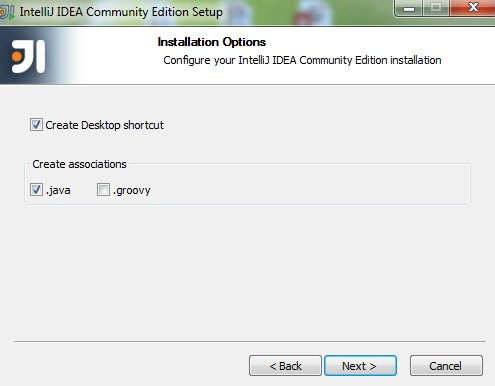 IntelliJ IDEA Community Edition Setup
JI
Installation Options
Configure your IntelliJ IDEA Community Edition installation
Create Desktop shortcut
Create associations
.java .groovy
< Back Next > Cancel